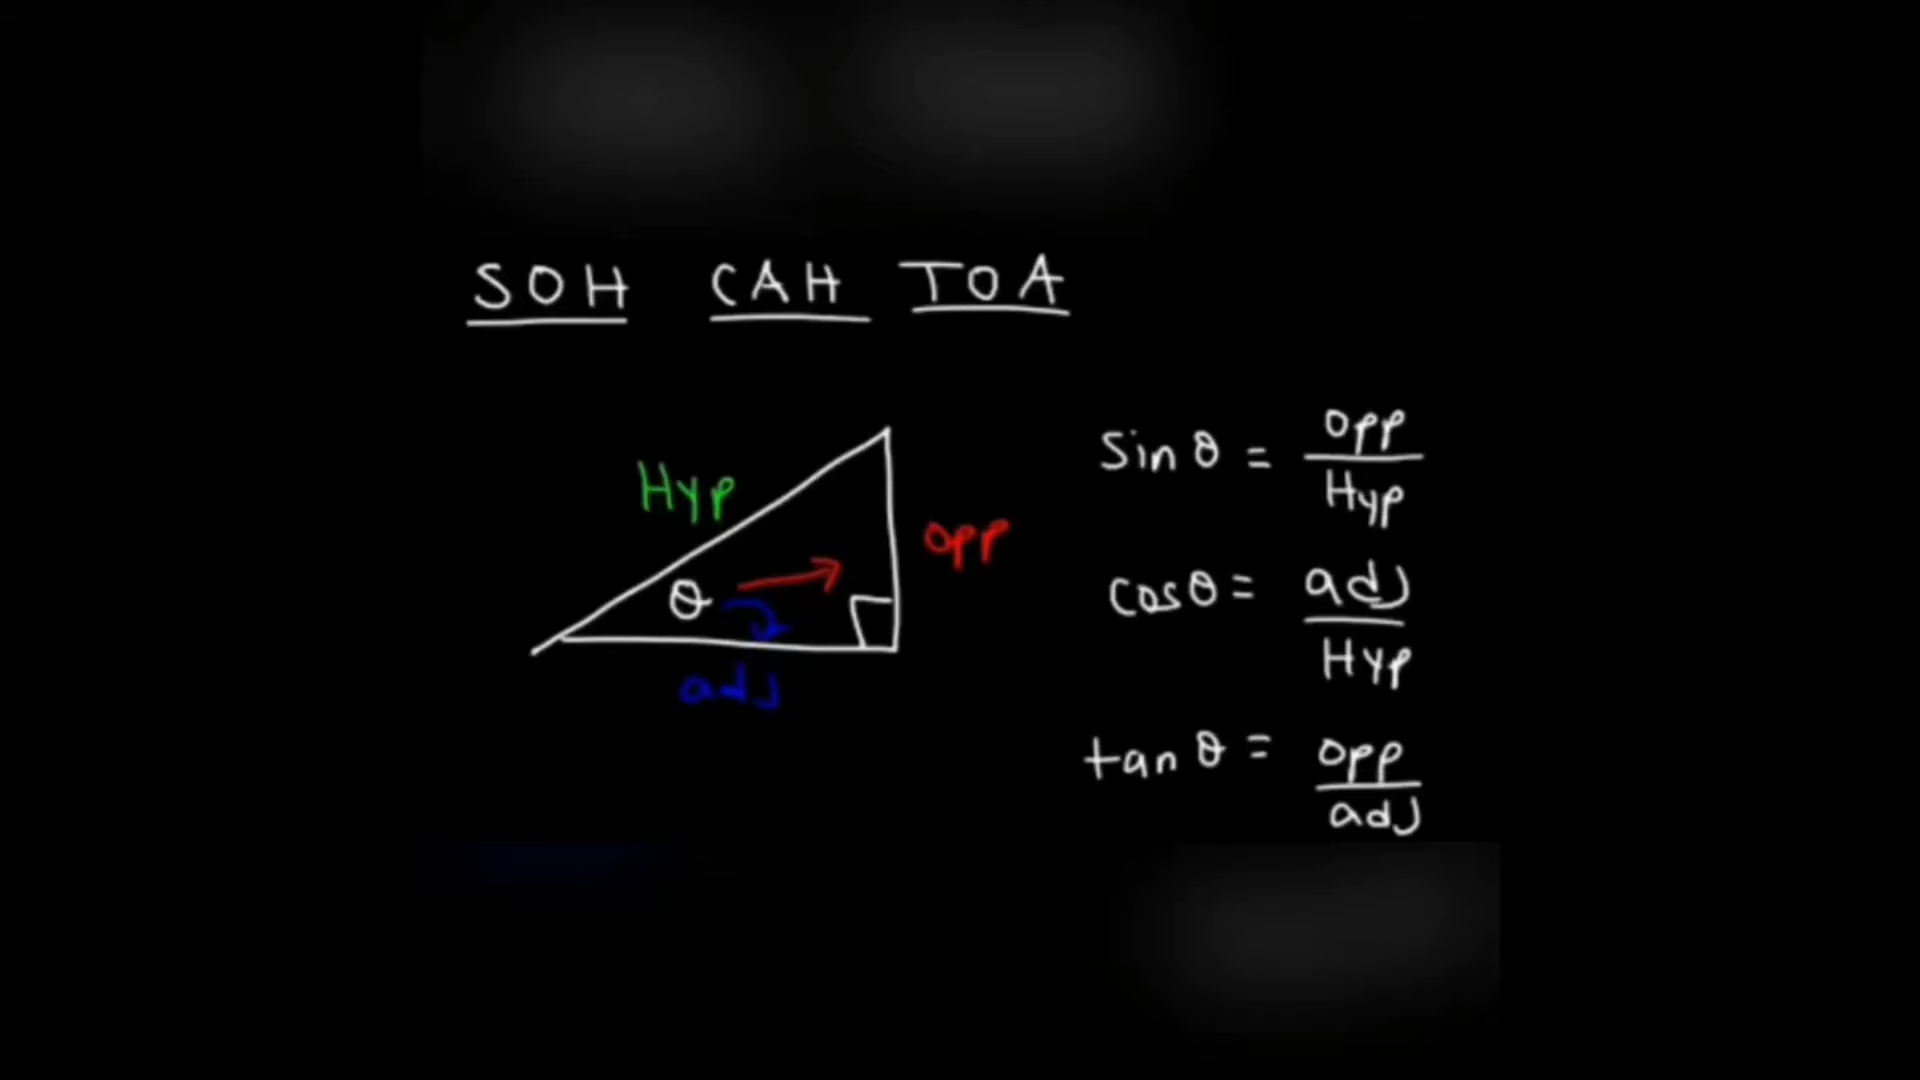 SOH CAH TOA
Hyp
opp
θ
adj
sin θ = opp / Hyp
cos θ = adj / Hyp
tan θ = opp / adj